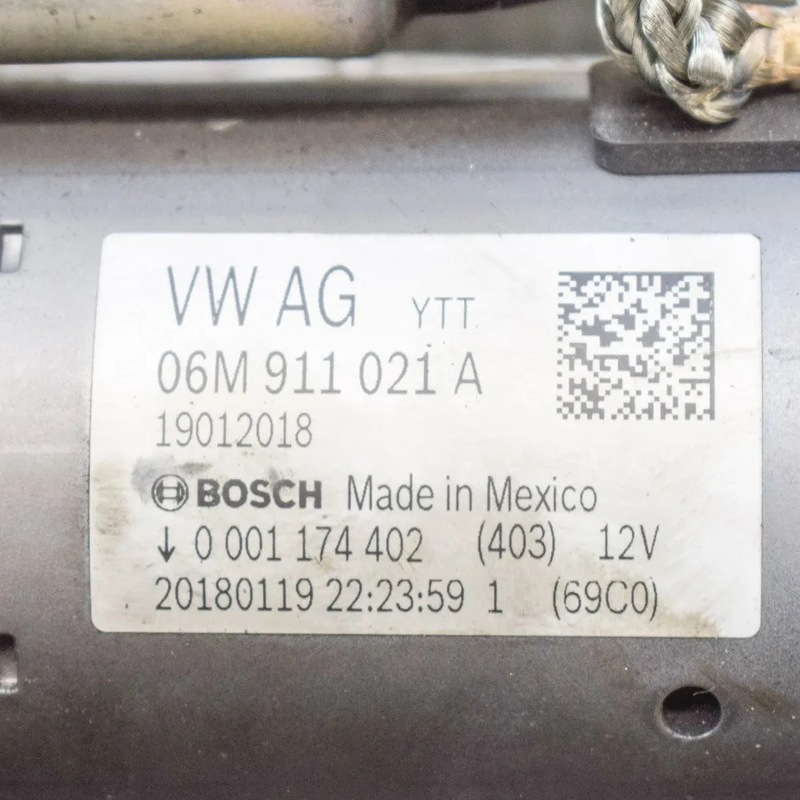 VW AG YTT
06M 911 021 A
19012018
BOSCH Made in Mexico
↓ 0 001 174 402 (403) 12V
20180119 22:23:59 1 (69C0)